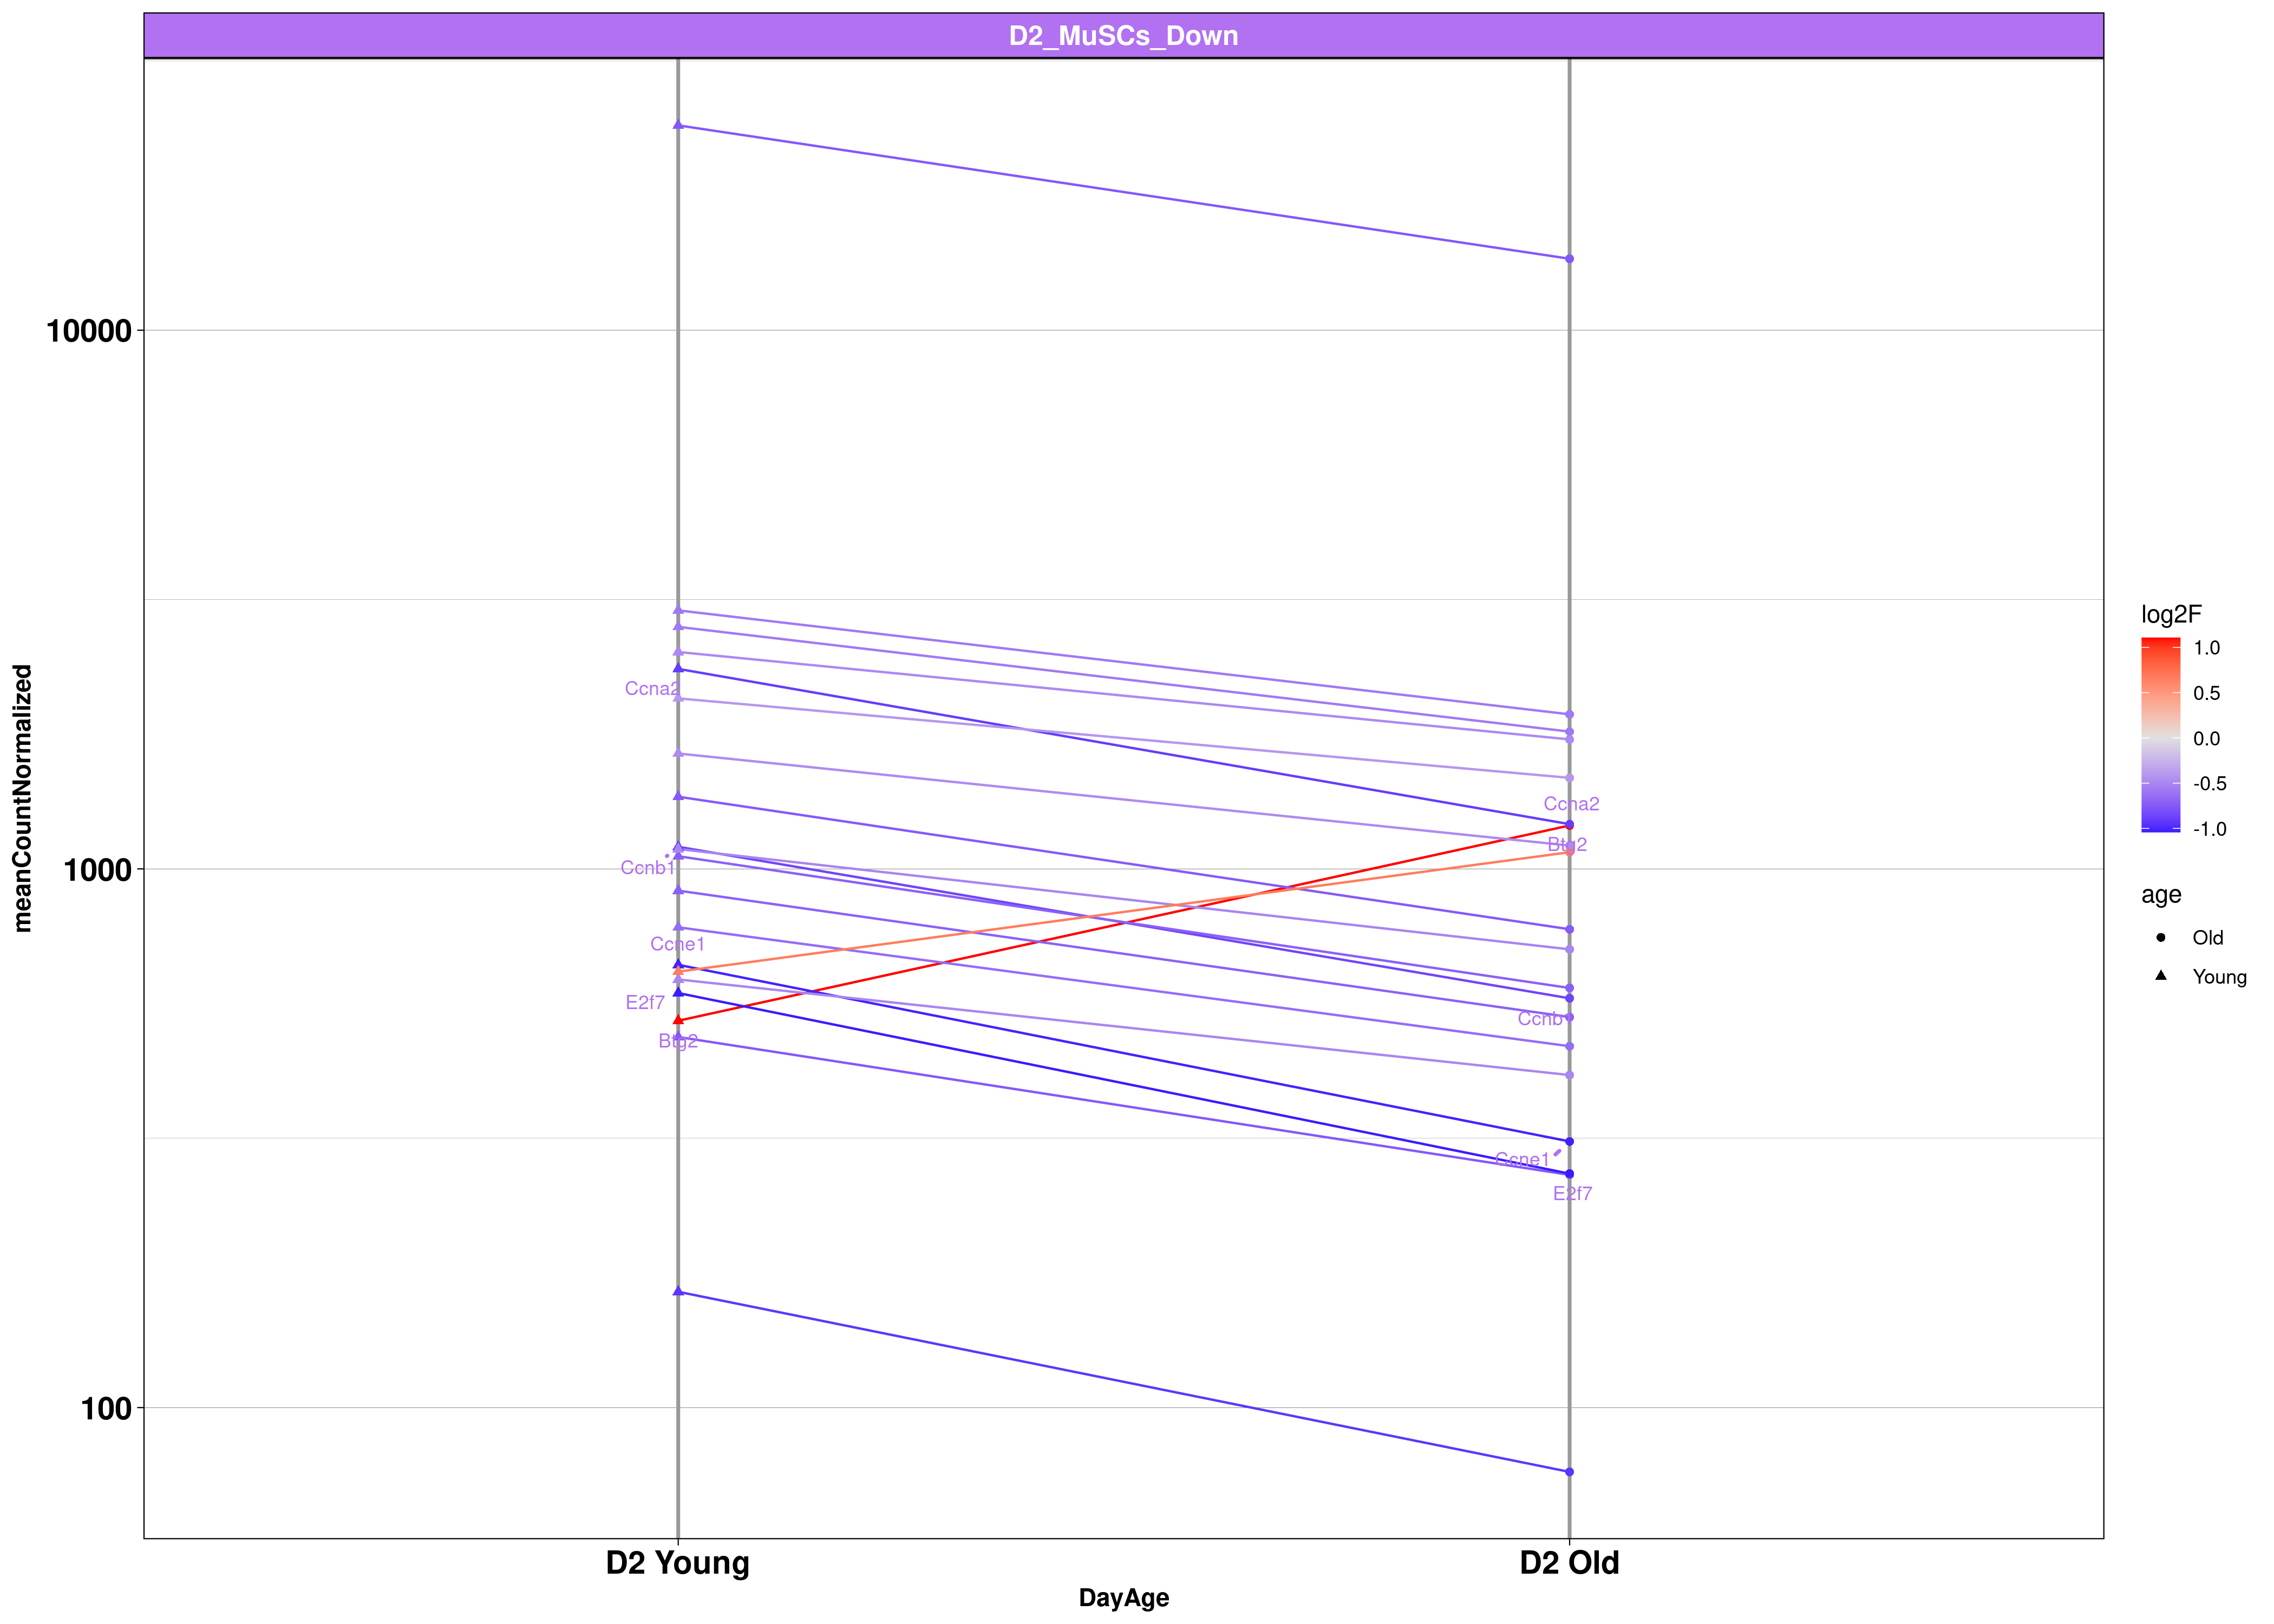 D2_MuSCs_Down
meanCountNormalized
10000
1000
100
Ccna2
Ccnb1
Ccne1
E2f7
Btg2
Ccna2
Btg2
Ccnb
Ccne1
E2f7
D2 Young
D2 Old
DayAge
log2F
1.0
0.5
0.0
-0.5
-1.0
age
Old
Young